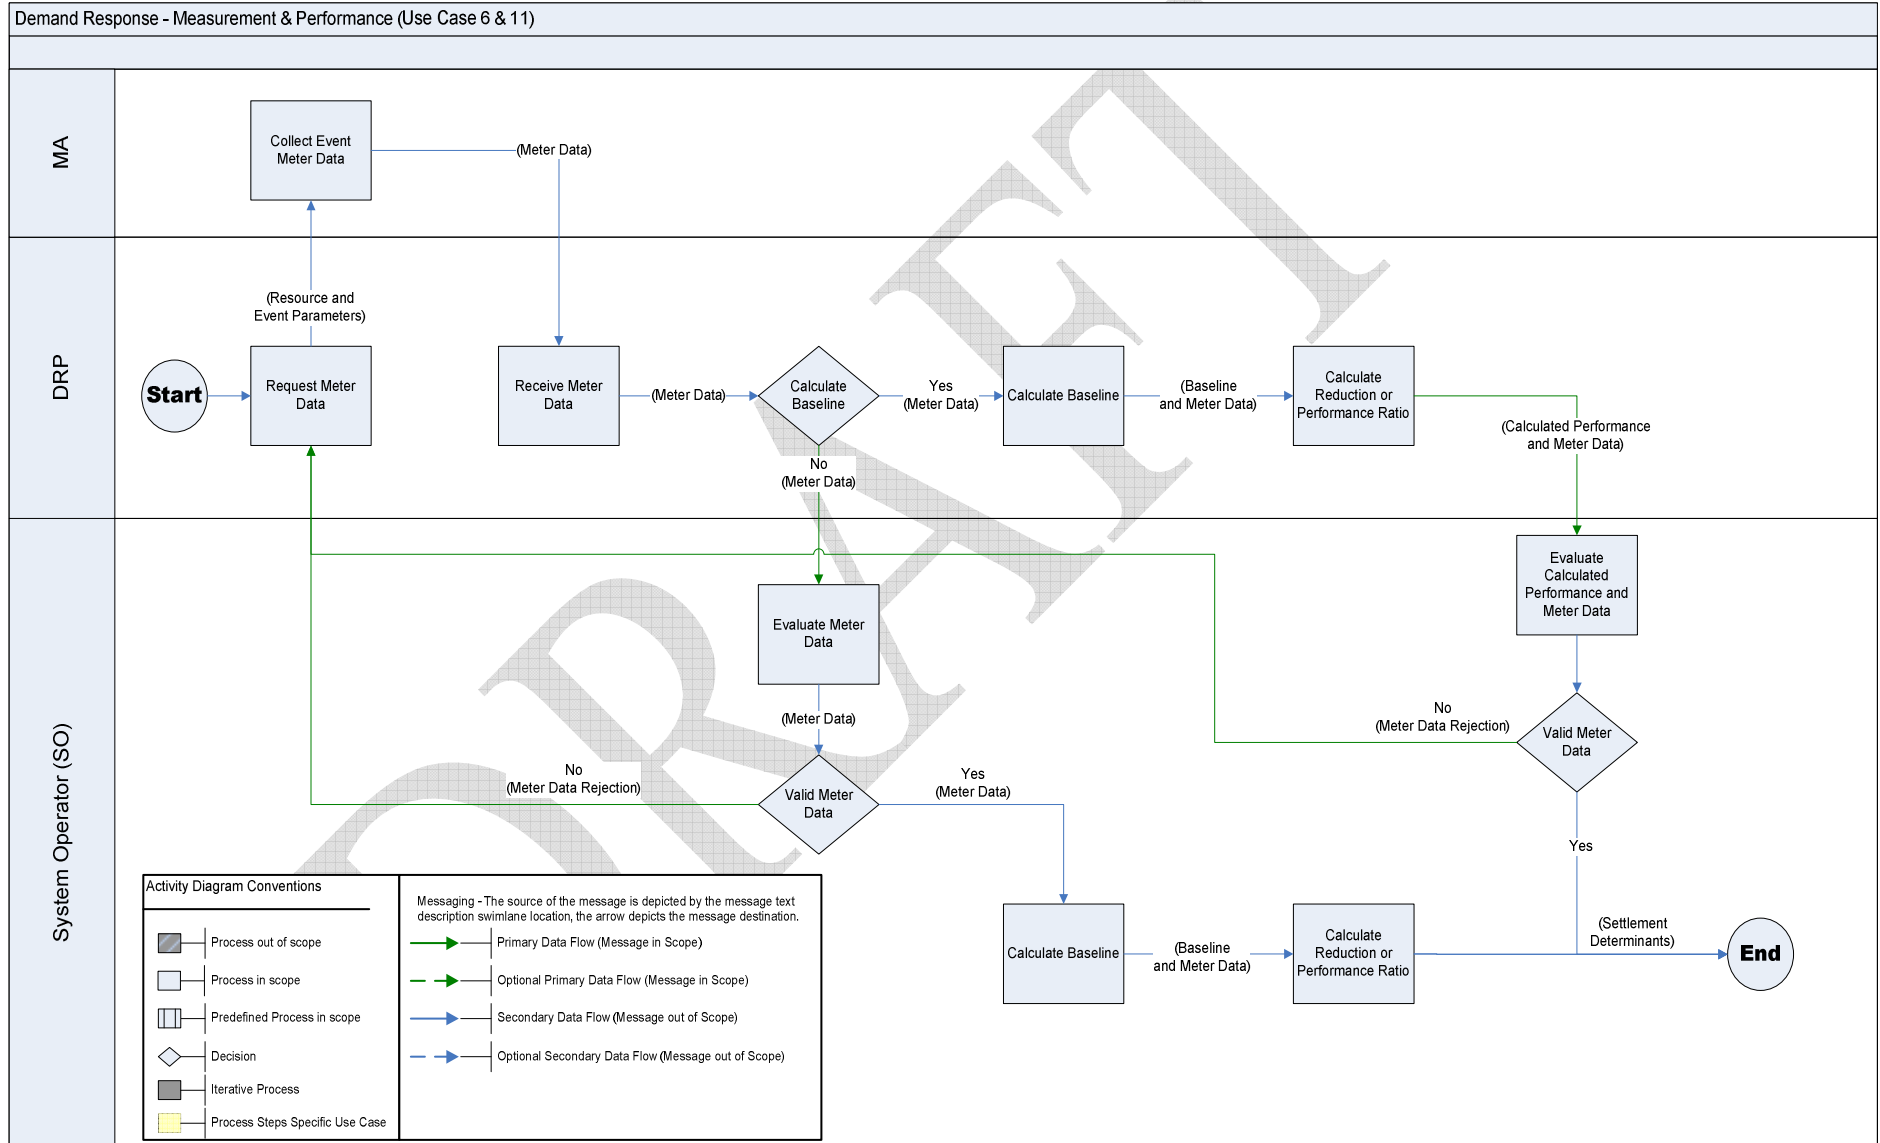 Demand Response - Measurement & Performance (Use Case 6 & 11)
MA
Collect Event
Meter Data
(Meter Data)
DRP
(Resource and
Event Parameters)
Start
Request Meter
Data
Receive Meter
Data
(Meter Data)
Calculate
Baseline
Yes
(Meter Data)
Calculate Baseline
(Baseline
and Meter Data)
Calculate
Reduction or
Performance Ratio
(Calculated Performance
and Meter Data)
No
(Meter Data)
System Operator (SO)
Evaluate Meter
Data
Evaluate
Calculated
Performance and
Meter Data
(Meter Data)
No
(Meter Data Rejection)
Valid Meter
Data
No
(Meter Data Rejection)
Valid Meter
Data
Yes
(Meter Data)
Yes
Calculate Baseline
(Baseline
and Meter Data)
Calculate
Reduction or
Performance Ratio
(Settlement
Determinants)
End
Activity Diagram Conventions
Process out of scope
Process in scope
Predefined Process in scope
Decision
Iterative Process
Process Steps Specific Use Case
Messaging - The source of the message is depicted by the message text
description swimlane location, the arrow depicts the message destination.
Primary Data Flow (Message in Scope)
Optional Primary Data Flow (Message in Scope)
Secondary Data Flow (Message out of Scope)
Optional Secondary Data Flow (Message out of Scope)
DRAFT